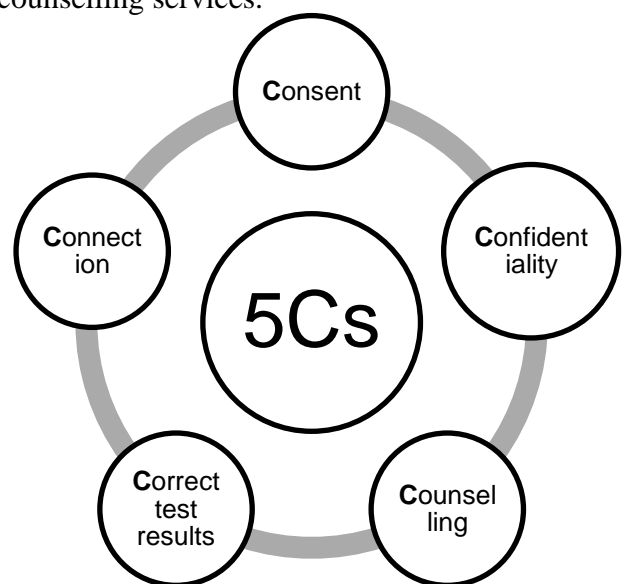 counselling services:
Consent
Confident
iality
Counsel
ling
Correct
test
results
Connect
ion
5Cs